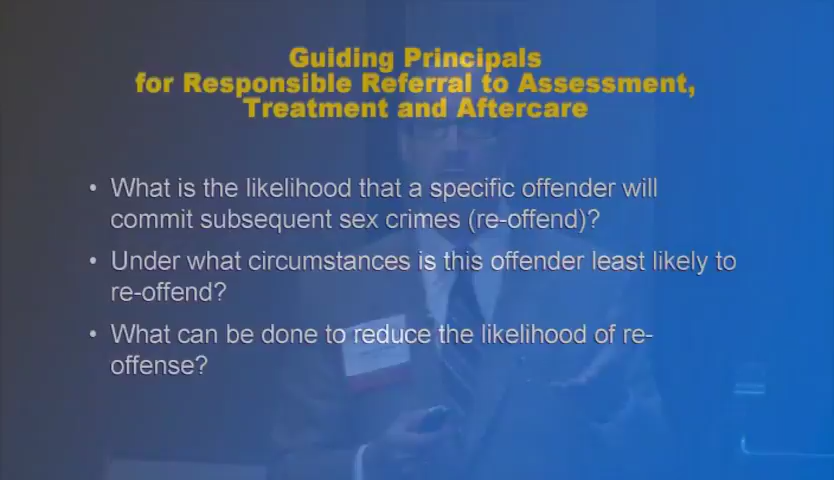 Guiding Principals
for Responsible Referral to Assessment,
Treatment and Aftercare
• What is the likelihood that a specific offender will
commit subsequent sex crimes (re-offend)?
• Under what circumstances is this offender least likely to
re-offend?
• What can be done to reduce the likelihood of re-
offense?